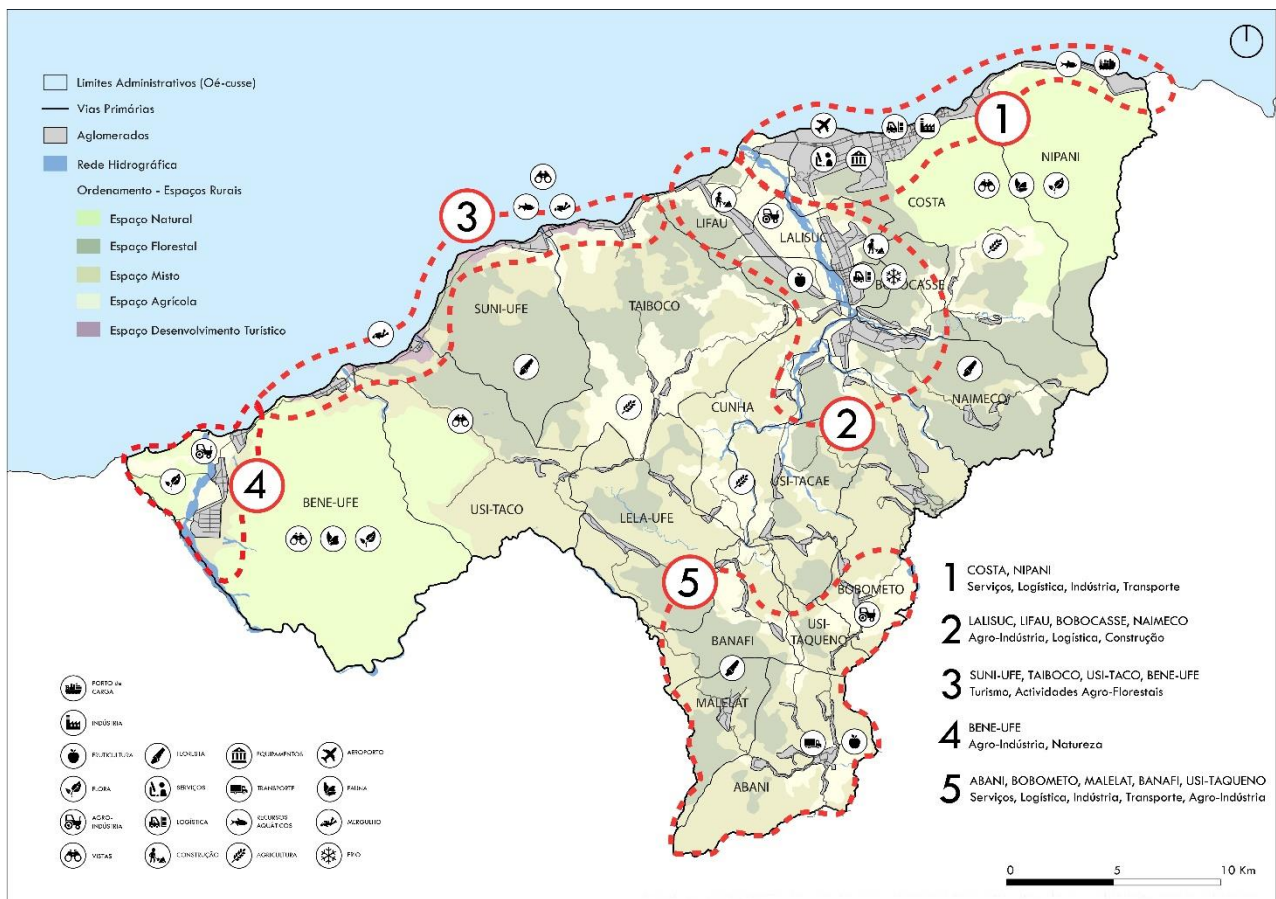 Limites Administrativos (Oé-cusse)
Vias Primárias
Aglomerados
Rede Hidrográfica
Ordenamento - Espaços Rurais
Espaço Natural
Espaço Florestal
Espaço Misto
Espaço Agrícola
Espaço Desenvolvimento Turístico
1
NIPANI
COSTA
3
LIFAU
LALISUC
BOBOCASSE
SUNI-UFE
TAIBOCO
NAIMECO
CUNHA
2
4
BENE-UFE
USI-TACO
USI-TACAE
LELA-UFE
5
BOBOMETO
USI-
TAQUENO
BANAFI
MALELAT
ABANI
1 COSTA, NIPANI
Serviços, Logística, Indústria, Transporte
2 LALISUC, LIFAU, BOBOCASSE, NAIMECO
Agro-Indústria, Logística, Construção
3 SUNI-UFE, TAIBOCO, USI-TACO, BENE-UFE
Turismo, Actividades Agro-Florestais
4 BENE-UFE
Agro-Indústria, Natureza
5 ABANI, BOBOMETO, MALELAT, BANAFI, USI-TAQUENO
Serviços, Logística, Indústria, Transporte, Agro-Indústria
PORTO de
CARGA
INDÚSTRIA
FRUTICULTURA
FLORESTA
EQUIPAMENTOS
AEROPORTO
FLORA
SERVIÇOS
TRANSPORTE
FAUNA
AGRO-
INDÚSTRIA
LOGÍSTICA
RECURSOS
AQUÁTICOS
MERGULHO
VISTAS
CONSTRUÇÃO
AGRICULTURA
FRIO
0 5 10 Km